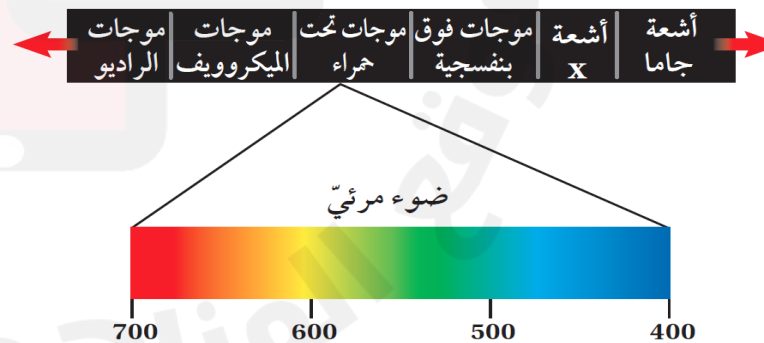 أشعة جاما
أشعة x
موجات فوق بنفسجية
موجات تحت حمراء
موجات الميكروويف
موجات الراديو
ضوء مرئيّ
700 600 500 400